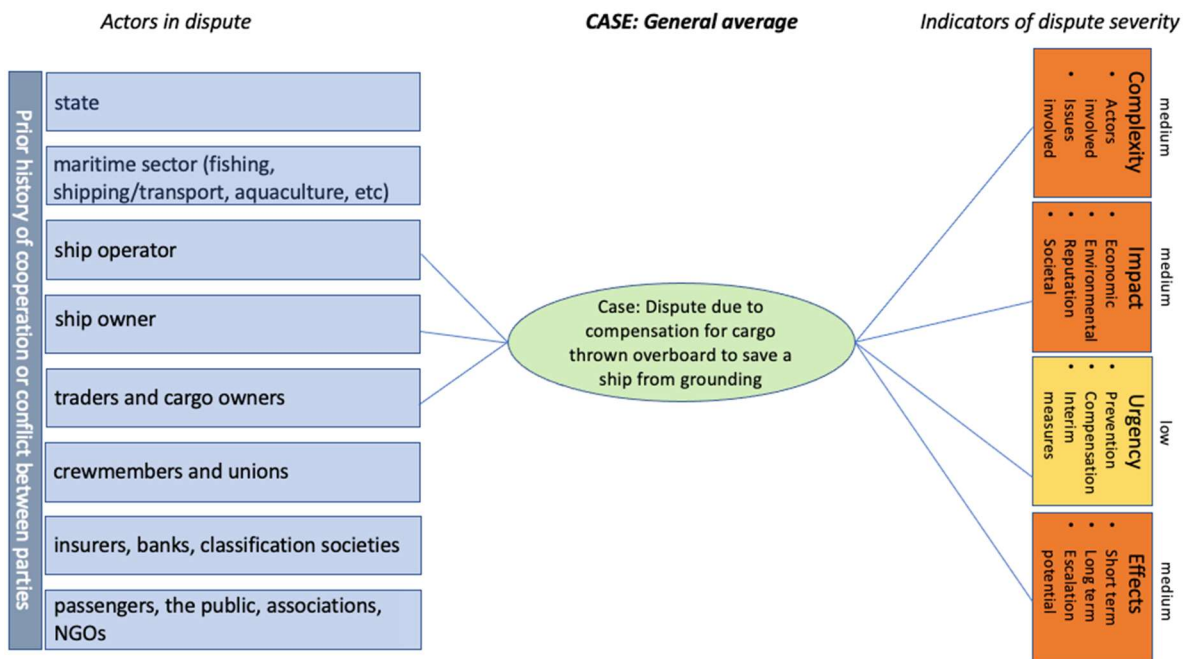 Actors in dispute
CASE: General average
Indicators of dispute severity
Prior history of cooperation or conflict between parties
state
maritime sector (fishing,
shipping/transport, aquaculture, etc)
ship operator
ship owner
traders and cargo owners
crewmembers and unions
insurers, banks, classification societies
passengers, the public, associations,
NGOs
Case: Dispute due to
compensation for cargo
thrown overboard to save a
ship from grounding
medium
Complexity
• Actors
involved
• Issues
involved
medium
Impact
• Economic
• Environmental
• Reputation
• Societal
low
Urgency
• Prevention
• Compensation
• Interim
measures
medium
Effects
• Short term
• Long term
• Escalation
potential